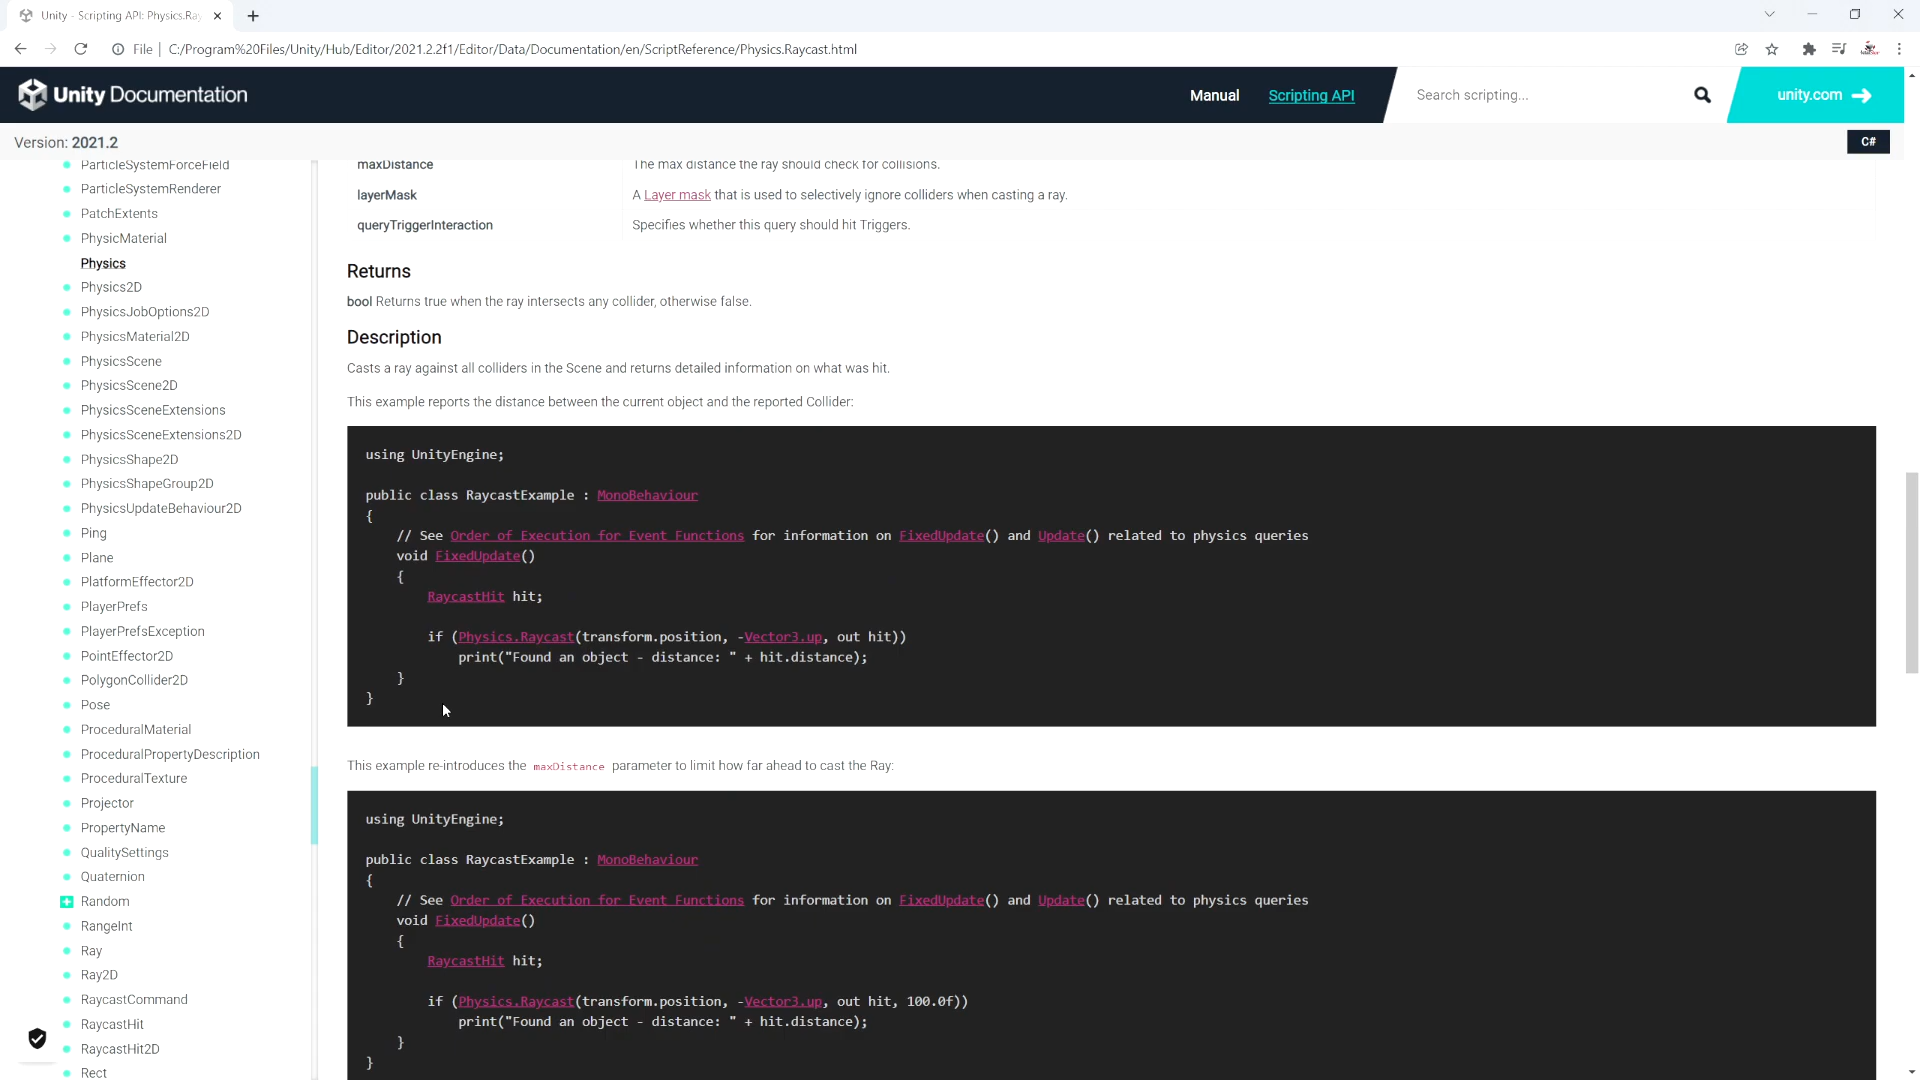 Unity - Scripting API: Physics.Ray
File
C:/Program%20Files/Unity/Hub/Editor/2021.2.2f1/Editor/Data/Documentation/en/ScriptReference/Physics.Raycast.html
Unity Documentation
Manual
Scripting API
Search scripting...
unity.com
Version: 2021.2
C#
ParticleSystemForceField
ParticleSystemRenderer
PatchExtents
PhysicMaterial
Physics
Physics2D
PhysicsJobOptions2D
PhysicsMaterial2D
PhysicsScene
PhysicsScene2D
PhysicsSceneExtensions
PhysicsSceneExtensions2D
PhysicsShape2D
PhysicsShapeGroup2D
PhysicsUpdateBehaviour2D
Ping
Plane
PlatformEffector2D
PlayerPrefs
PlayerPrefsException
PointEffector2D
PolygonCollider2D
Pose
ProceduralMaterial
ProceduralPropertyDescription
ProceduralTexture
Projector
PropertyName
QualitySettings
Quaternion
Random
RangeInt
Ray
Ray2D
RaycastCommand
RaycastHit
RaycastHit2D
Rect
maxDistance The max distance the ray should check for collisions.
layerMask A Layer mask that is used to selectively ignore colliders when casting a ray.
queryTriggerInteraction Specifies whether this query should hit Triggers.
Returns
bool Returns true when the ray intersects any collider, otherwise false.
Description
Casts a ray against all colliders in the Scene and returns detailed information on what was hit.
This example reports the distance between the current object and the reported Collider:
using UnityEngine;
public class RaycastExample : MonoBehaviour
{
// See Order of Execution for Event Functions for information on FixedUpdate() and Update() related to physics queries
void FixedUpdate()
{
RaycastHit hit;
if (Physics.Raycast(transform.position, -Vector3.up, out hit))
print("Found an object - distance: " + hit.distance);
}
}
This example re-introduces the maxDistance parameter to limit how far ahead to cast the Ray:
using UnityEngine;
public class RaycastExample : MonoBehaviour
{
// See Order of Execution for Event Functions for information on FixedUpdate() and Update() related to physics queries
void FixedUpdate()
{
RaycastHit hit;
if (Physics.Raycast(transform.position, -Vector3.up, out hit, 100.0f))
print("Found an object - distance: " + hit.distance);
}
}